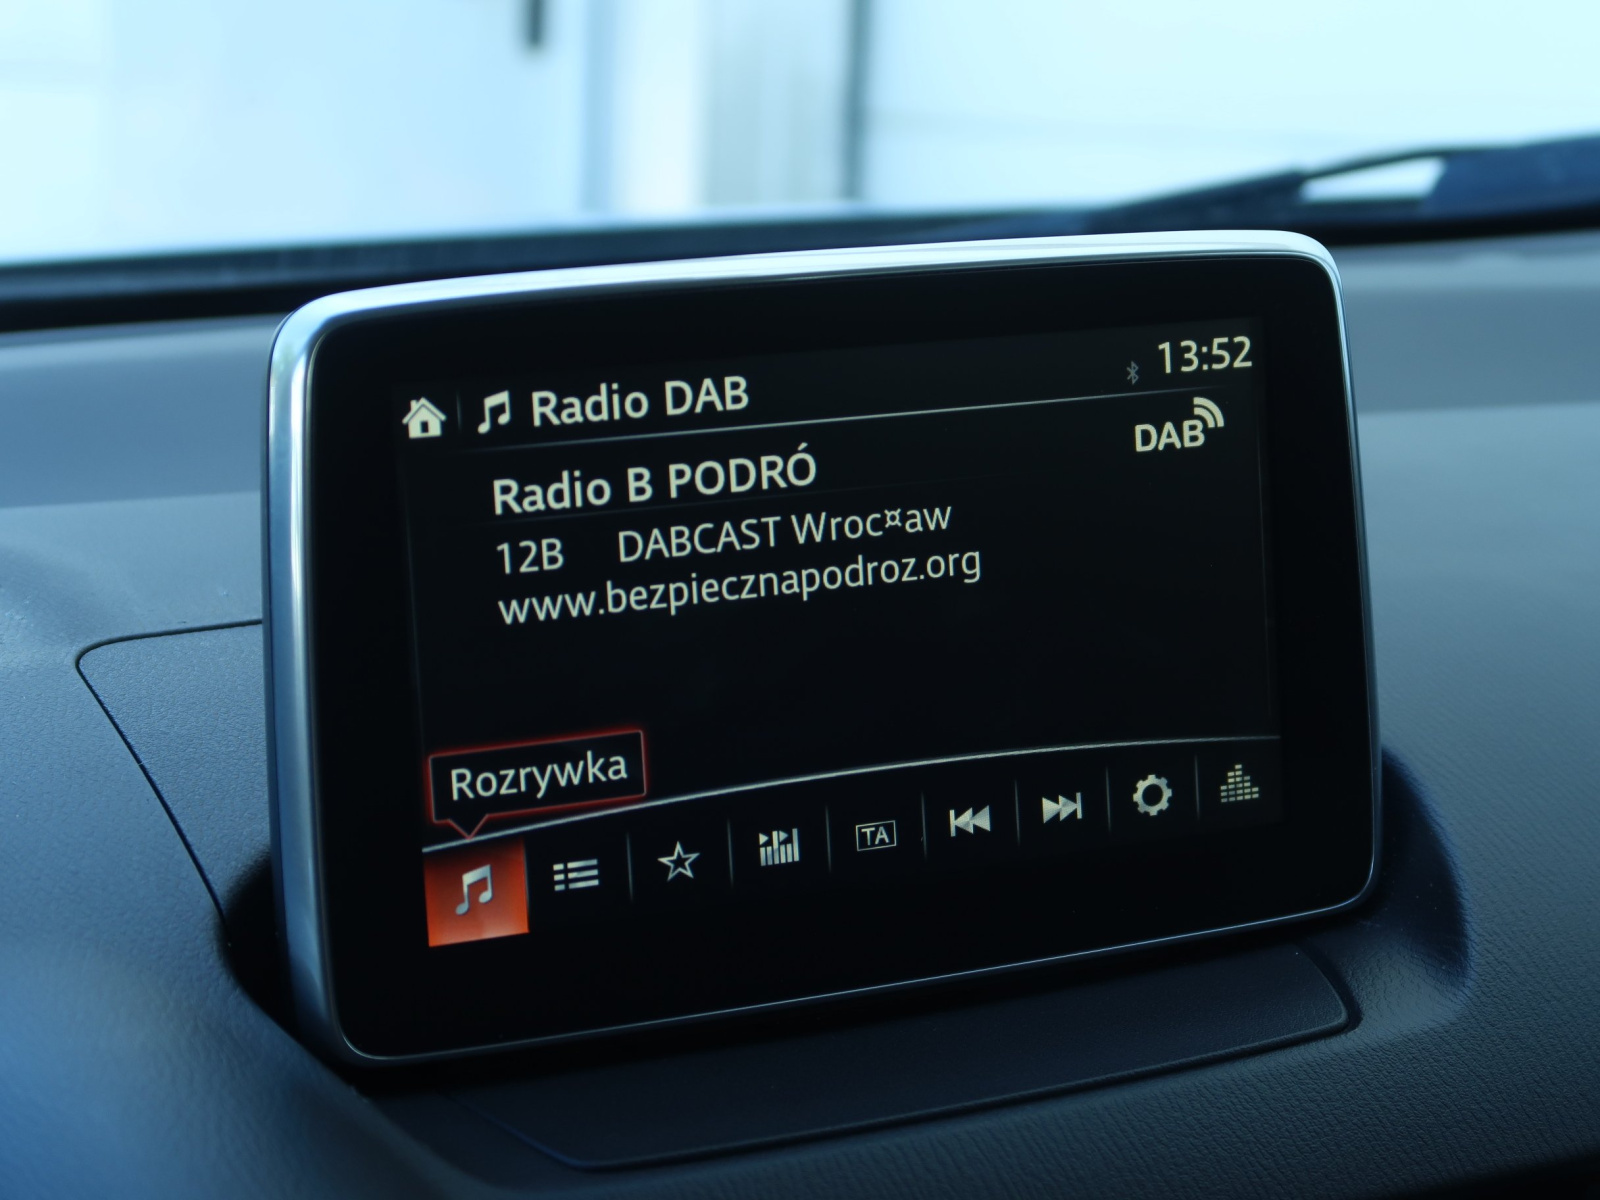 Radio DAB
13:52
DAB
Radio B PODRÓ
12B DABCAST Wroc¤aw
www.bezpiecznapodroz.org
Rozrywka
TA